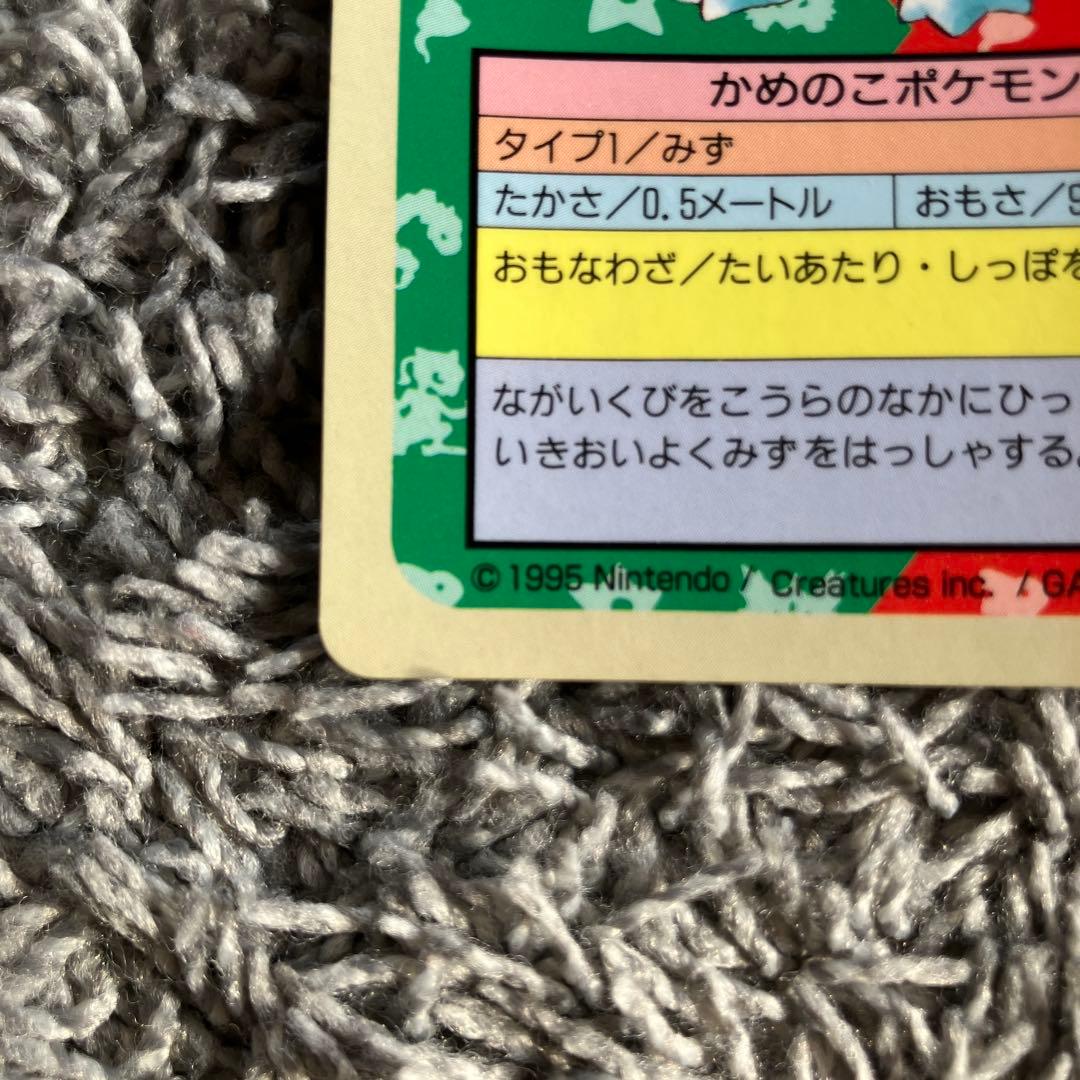 かめのこポケモン
タイプ1/みず
たかさ/0.5メートル おもさ/9
おもなわざ/たいあたり・しっぽを
ながいくびをこうらのなかにひっ
いきおいよくみずをはっしゃする。
© 1995 Nintendo / Creatures inc. / GA